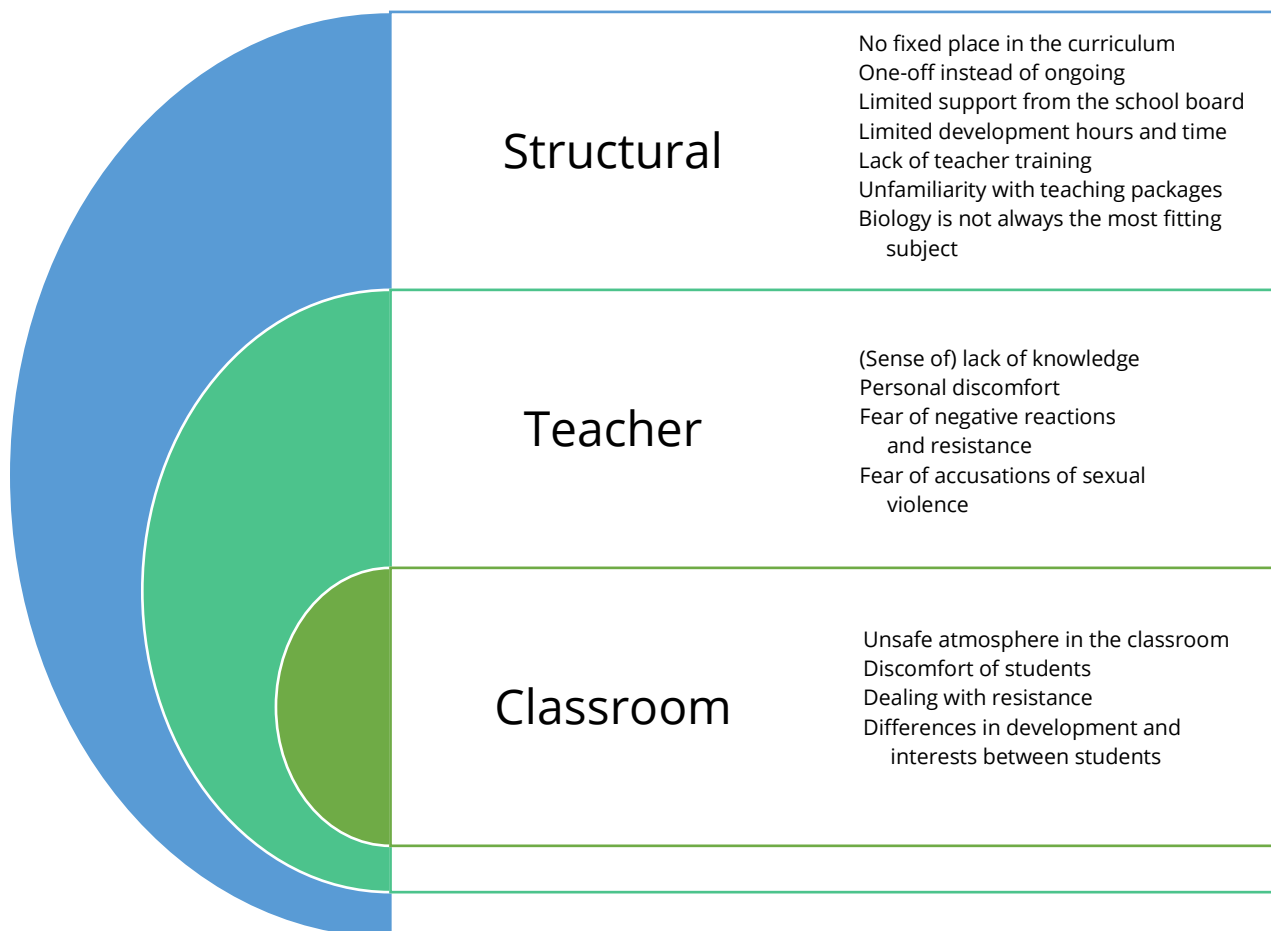 Structural
No fixed place in the curriculum
One-off instead of ongoing
Limited support from the school board
Limited development hours and time
Lack of teacher training
Unfamiliarity with teaching packages
Biology is not always the most fitting
subject
Teacher
(Sense of) lack of knowledge
Personal discomfort
Fear of negative reactions
and resistance
Fear of accusations of sexual
violence
Classroom
Unsafe atmosphere in the classroom
Discomfort of students
Dealing with resistance
Differences in development and
interests between students